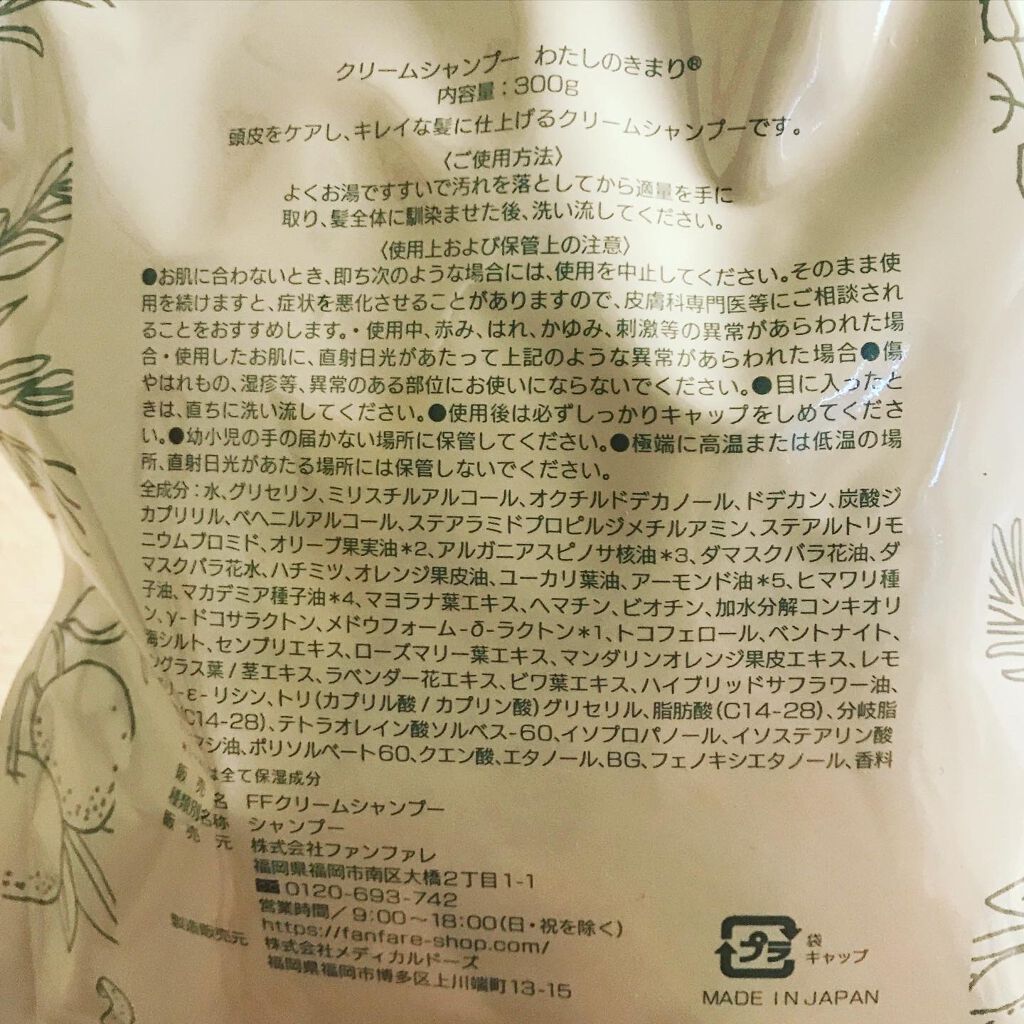 クリームシャンプー わたしのきまり®
内容量：300g
頭皮をケアし、キレイな髪に仕上げるクリームシャンプーです。
〈ご使用方法〉
よくお湯ですすいで汚れを落としてから適量を手に
取り、髪全体に馴染ませた後、洗い流してください。
〈使用上および保管上の注意〉
●お肌に合わないとき、即ち次のような場合には、使用を中止してください。そのまま使
用を続けますと、症状を悪化させることがありますので、皮膚科専門医等にご相談され
ることをおすすめします。・使用中、赤み、はれ、かゆみ、刺激等の異常があらわれた場
合・使用したお肌に、直射日光があたって上記のような異常があらわれた場合●傷
やはれもの、湿疹等、異常のある部位にお使いにならないでください。●目に入ったと
きは、直ちに洗い流してください。●使用後は必ずしっかりキャップをしめてくださ
い。●幼小児の手の届かない場所に保管してください。●極端に高温または低温の場
所、直射日光があたる場所には保管しないでください。
全成分：水、グリセリン、ミリスチルアルコール、オクチルドデカノール、ドデカン、炭酸ジ
カプリリル、ベヘニルアルコール、ステアラミドプロピルジメチルアミン、ステアルトリモ
ニウムブロミド、オリーブ果実油＊2、アルガニアスピノサ核油＊3、ダマスクバラ花油、ダ
マスクバラ花水、ハチミツ、オレンジ果皮油、ユーカリ葉油、アーモンド油＊5、ヒマワリ種
子油、マカデミア種子油＊4、マヨラナ葉エキス、ヘマチン、ビオチン、加水分解コンキオリ
ン、γ-ドコサラクトン、メドウフォーム-δ-ラクトン＊1、トコフェロール、ベントナイト、
海シルト、センブリエキス、ローズマリー葉エキス、マンダリンオレンジ果皮エキス、レモ
ングラス葉/茎エキス、ラベンダー花エキス、ビワ葉エキス、ハイブリッドサフラワー油、
-ε-リシン、トリ(カプリル酸/カプリン酸)グリセリル、脂肪酸(C14-28)、分岐脂
(C14-28)、テトラオレイン酸ソルベス-60、イソプロパノール、イソステアリン酸
マシ油、ポリソルベート60、クエン酸、エタノール、BG、フェノキシエタノール、香料
は全て保湿成分
販売名 FFクリームシャンプー
種類別名称 シャンプー
販売元 株式会社ファンファレ
福岡県福岡市南区大橋2丁目1-1
0120-693-742
営業時間/9:00〜18:00(日・祝を除く)
https://fanfare-shop.com/
製造販売元 株式会社メディカルドーズ
福岡県福岡市博多区上川端町13-15
プラ
袋
キャップ
MADE IN JAPAN